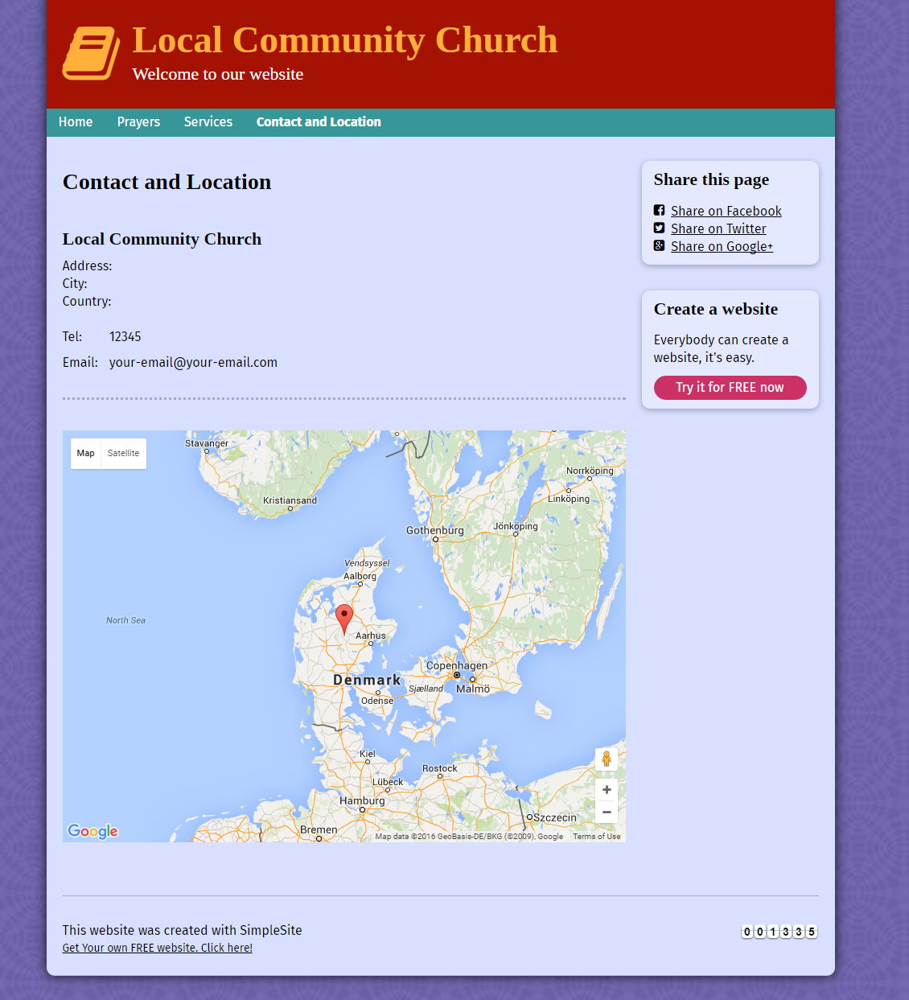 Local Community Church
Welcome to our website
Home Prayers Services Contact and Location
Contact and Location
Local Community Church
Address:
City:
Country:
Tel: 12345
Email: your-email@your-email.com
Share this page
Share on Facebook
Share on Twitter
Share on Google+
Create a website
Everybody can create a
website, it's easy.
Try it for FREE now
Map Satellite
Stavanger
Norrköping
Linköping
Kristiansand
Jönköping
Gothenburg
Vendsyssel
Aalborg
North Sea
Aarhus
Copenhagen
Denmark
Sjælland
Malmö
Odense
Kiel
Rostock
Lübeck
Hamburg
Szczecin
Bremen
Google
Map data ©2016 GeoBasis-DE/BKG (©2009), Google Terms of Use
This website was created with SimpleSite
Get Your own FREE website. Click here!
001335